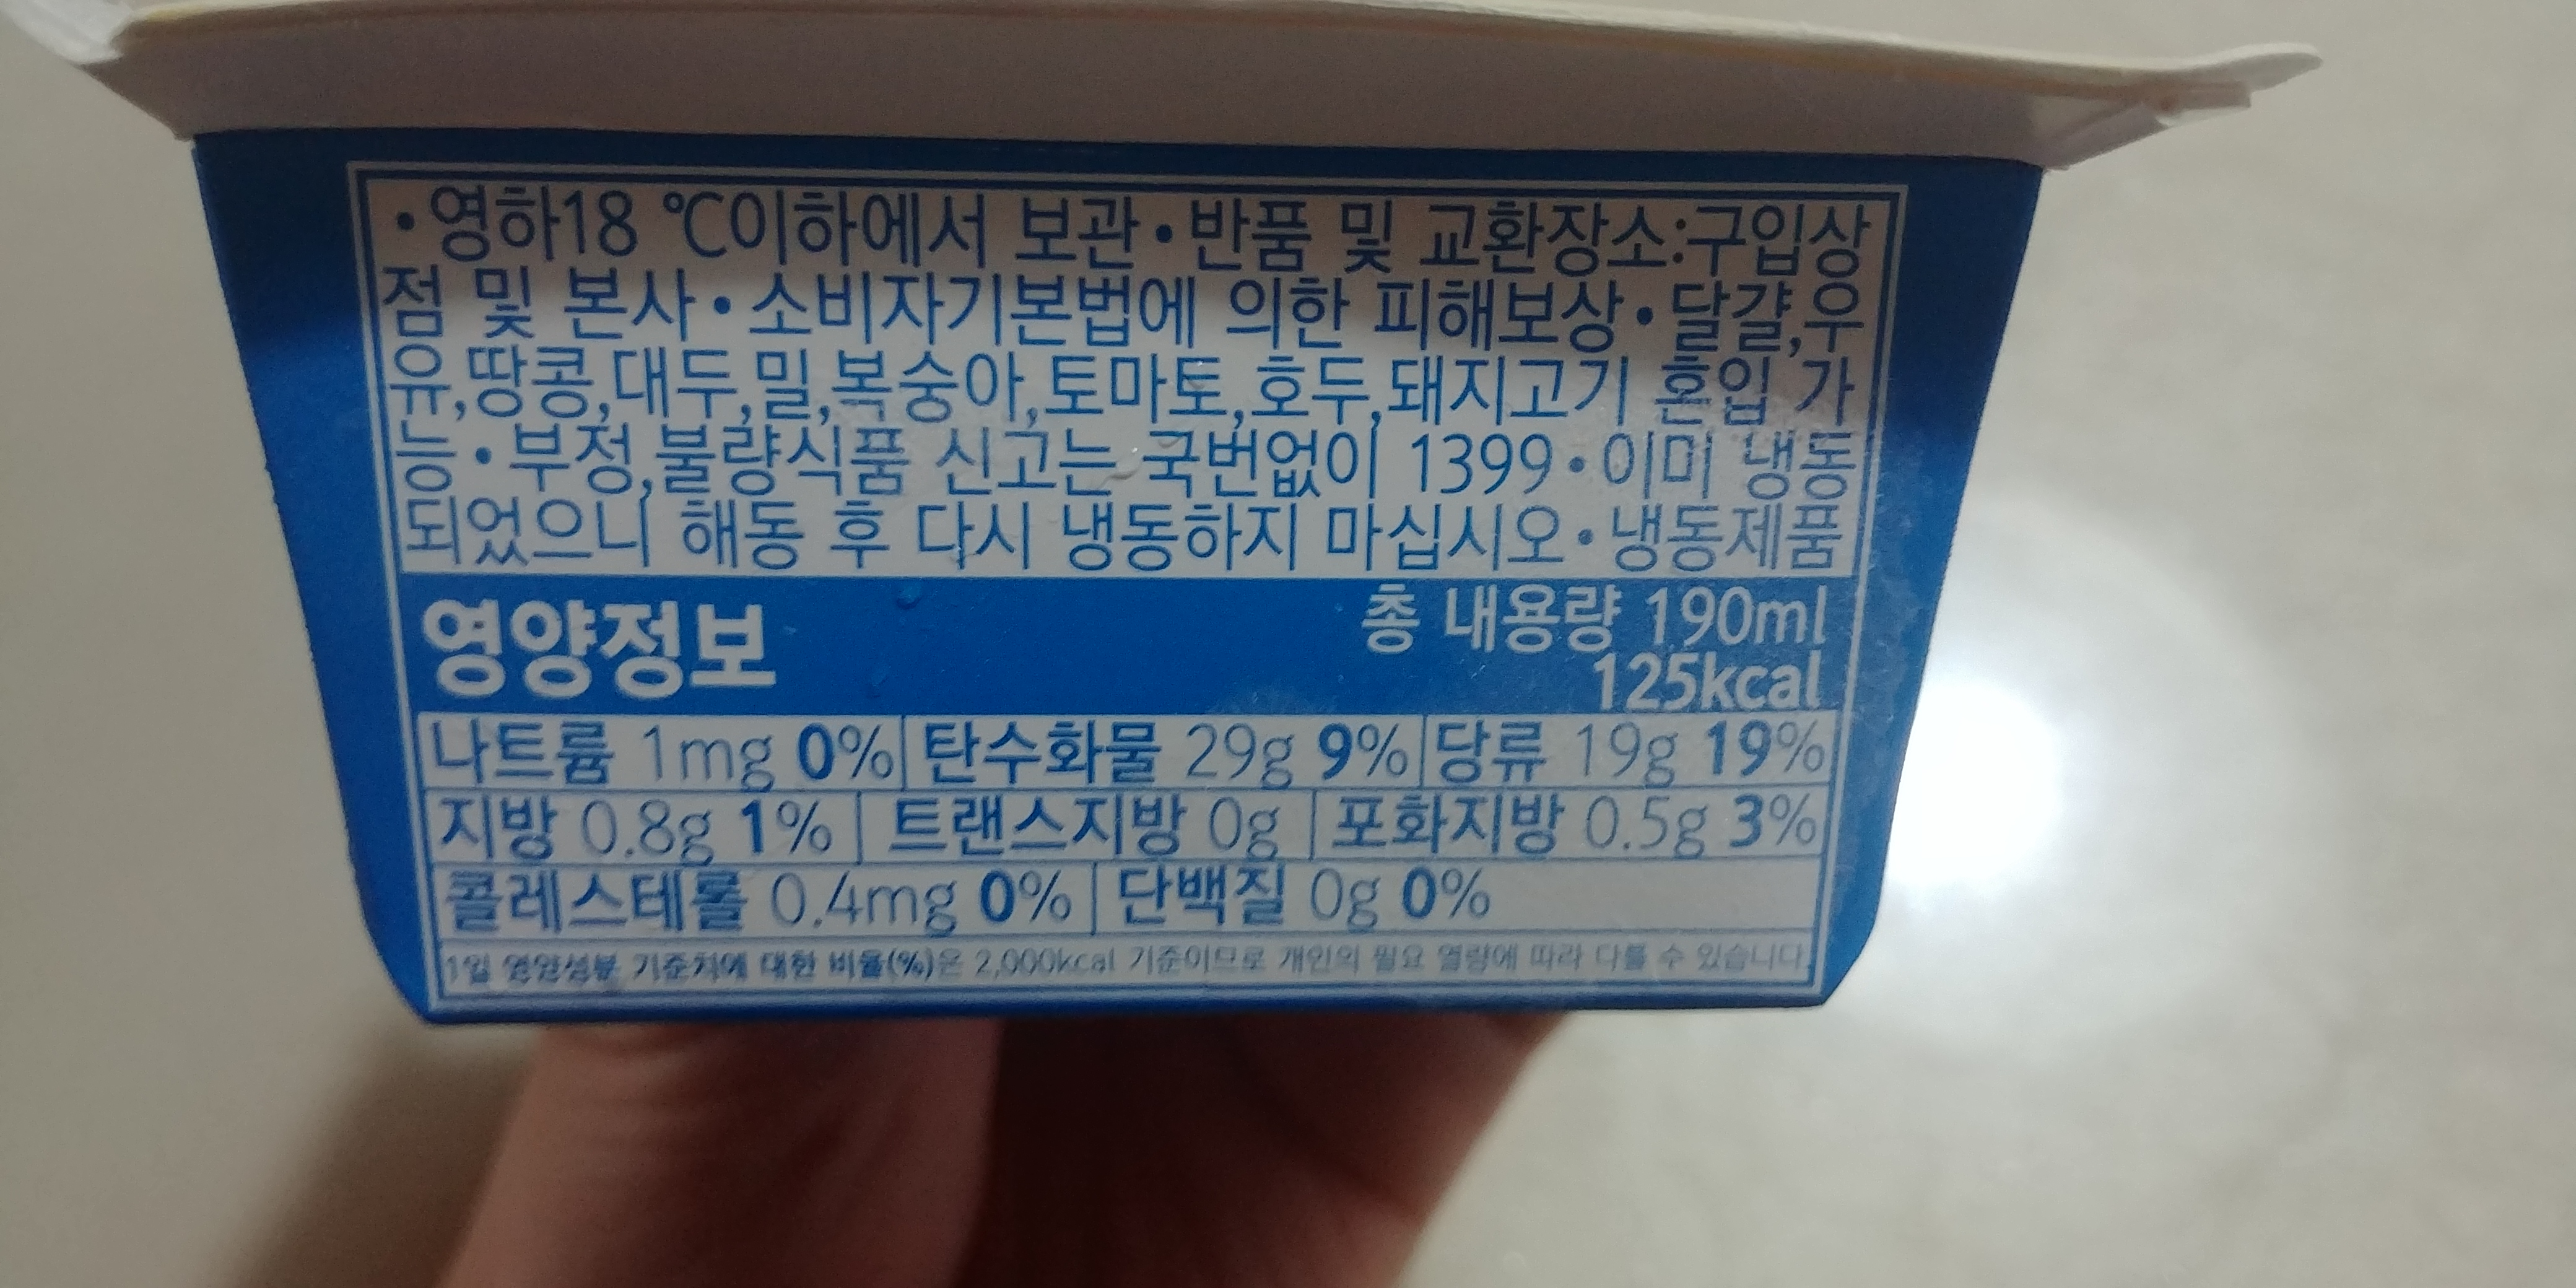 •영하18 ℃이하에서 보관•반품 및 교환장소:구입상
점 및 본사•소비자기본법에 의한 피해보상•달걀,우
유,땅콩,대두,밀,복숭아,토마토,호두,돼지고기 혼입 가
능•부정,불량식품 신고는 국번없이 1399•이미 냉동
되었으니 해동 후 다시 냉동하지 마십시오•냉동제품
영양정보 총 내용량 190ml
125kcal
나트륨 1mg 0% 탄수화물 29g 9% 당류 19g 19%
지방 0.8g 1% 트랜스지방 0g 포화지방 0.5g 3%
콜레스테롤 0.4mg 0% 단백질 0g 0%
1일 영양성분 기준치에 대한 비율(%)은 2,000kcal 기준이므로 개인의 필요 열량에 따라 다를 수 있습니다.